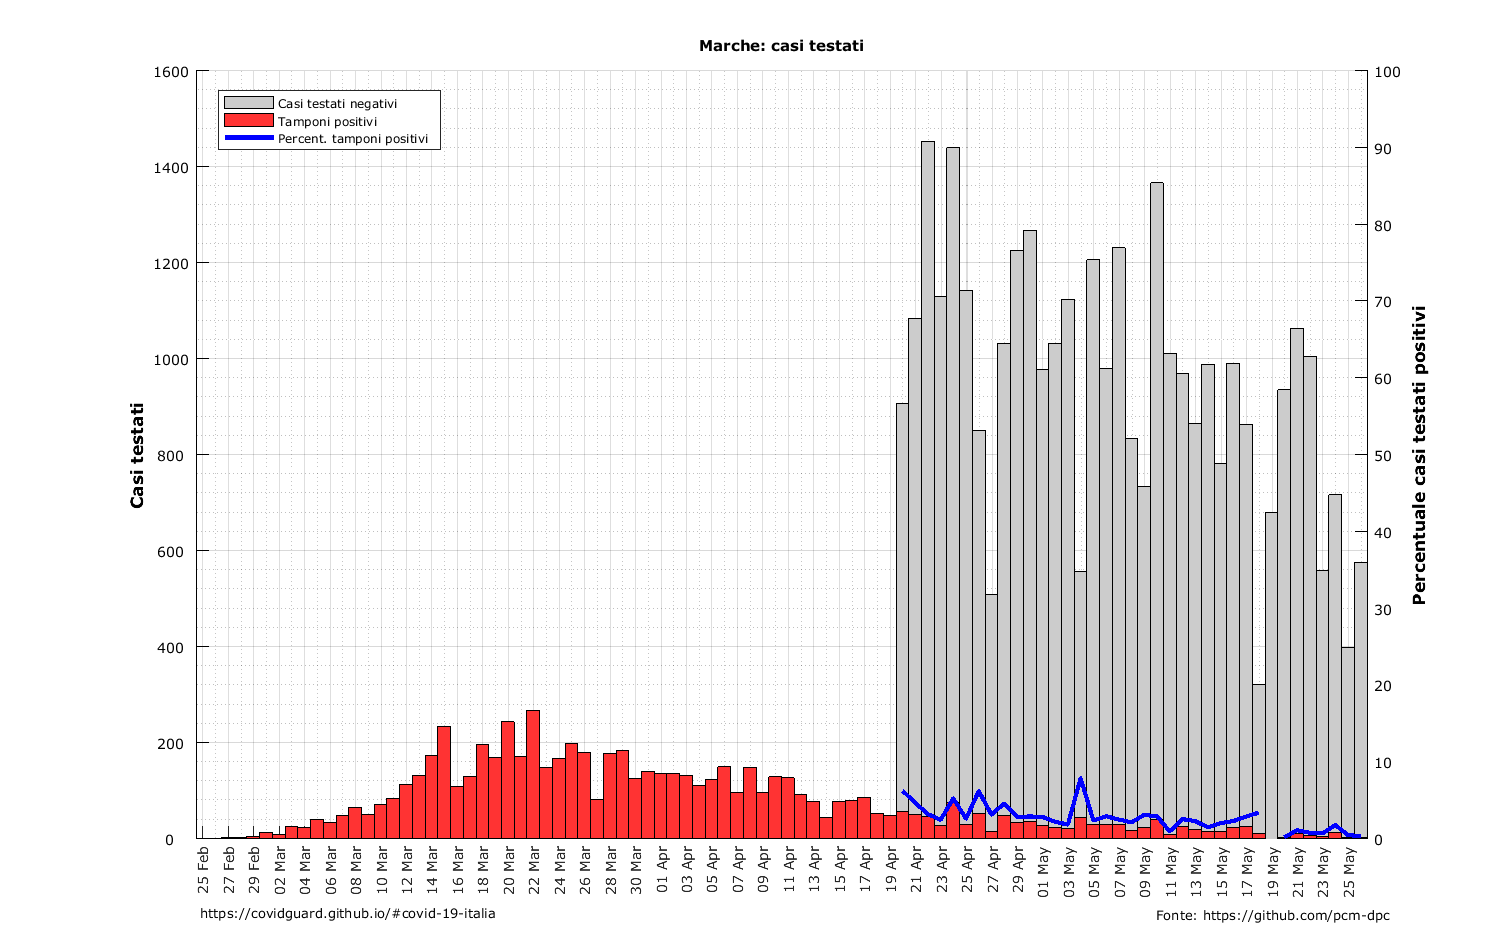 Marche: casi testati
Casi testati negativi
Tamponi positivi
Percent. tamponi positivi
Casi testati
1600
1400
1200
1000
800
600
400
200
0
100
90
80
70
60
50
40
30
20
10
0
Percentuale casi testati positivi
25 Feb
27 Feb
29 Feb
02 Mar
04 Mar
06 Mar
08 Mar
10 Mar
12 Mar
14 Mar
16 Mar
18 Mar
20 Mar
22 Mar
24 Mar
26 Mar
28 Mar
30 Mar
01 Apr
03 Apr
05 Apr
07 Apr
09 Apr
11 Apr
13 Apr
15 Apr
17 Apr
19 Apr
21 Apr
23 Apr
25 Apr
27 Apr
29 Apr
01 May
03 May
05 May
07 May
09 May
11 May
13 May
15 May
17 May
19 May
21 May
23 May
25 May
https://covidguard.github.io/#covid-19-italia
Fonte: https://github.com/pcm-dpc